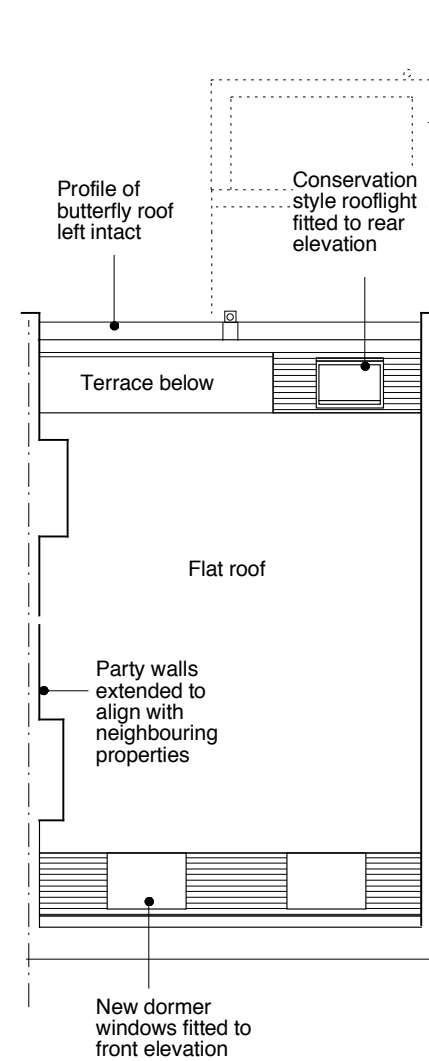 Profile of
butterfly roof
left intact
Conservation
style rooflight
fitted to rear
elevation
Terrace below
Flat roof
Party walls
extended to
align with
neighbouring
properties
New dormer
windows fitted to
front elevation